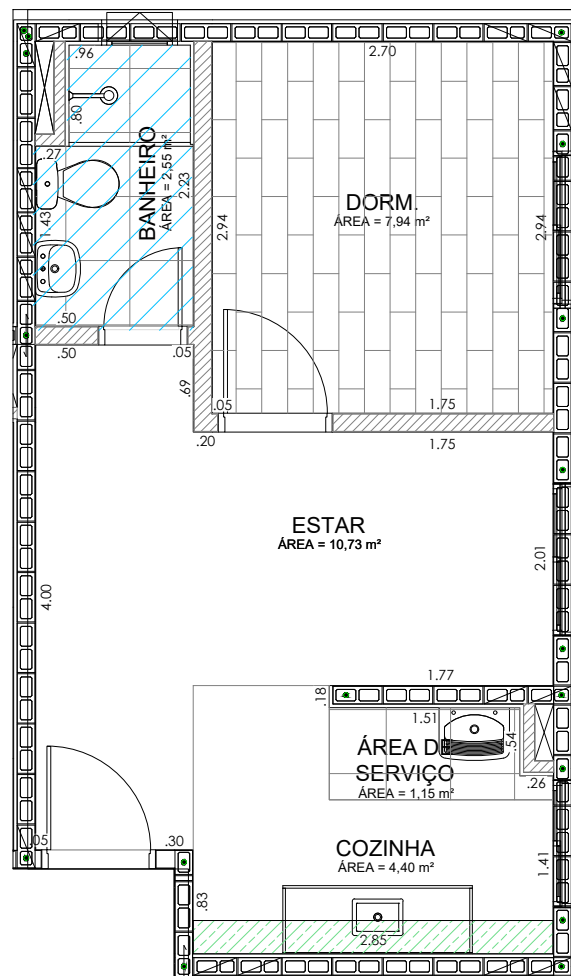 .96
2.70
.80
BANHEIRO
ÁREA = 2,55 m²
.27
2.23
1.43
2.94
DORM.
ÁREA = 7,94 m²
2.94
.50
.50
.05
.69
.05
1.75
.20
1.75
ESTAR
ÁREA = 10,73 m²
2.01
4.00
1.77
.18
1.51
.54
ÁREA DE
SERVIÇO
ÁREA = 1,15 m²
.26
.05
.30
COZINHA
ÁREA = 4,40 m²
1.41
.83
2.85